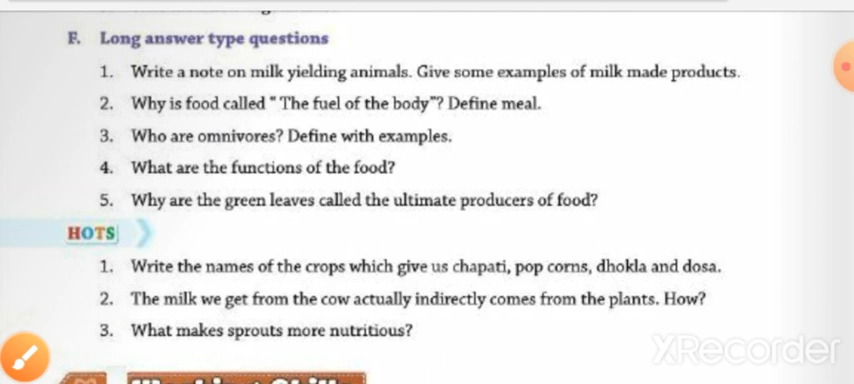 F. Long answer type questions
1. Write a note on milk yielding animals. Give some examples of milk made products.
2. Why is food called " The fuel of the body"? Define meal.
3. Who are omnivores? Define with examples.
4. What are the functions of the food?
5. Why are the green leaves called the ultimate producers of food?
HOTS
1. Write the names of the crops which give us chapati, pop corns, dhokla and dosa.
2. The milk we get from the cow actually indirectly comes from the plants. How?
3. What makes sprouts more nutritious?
XRecorder